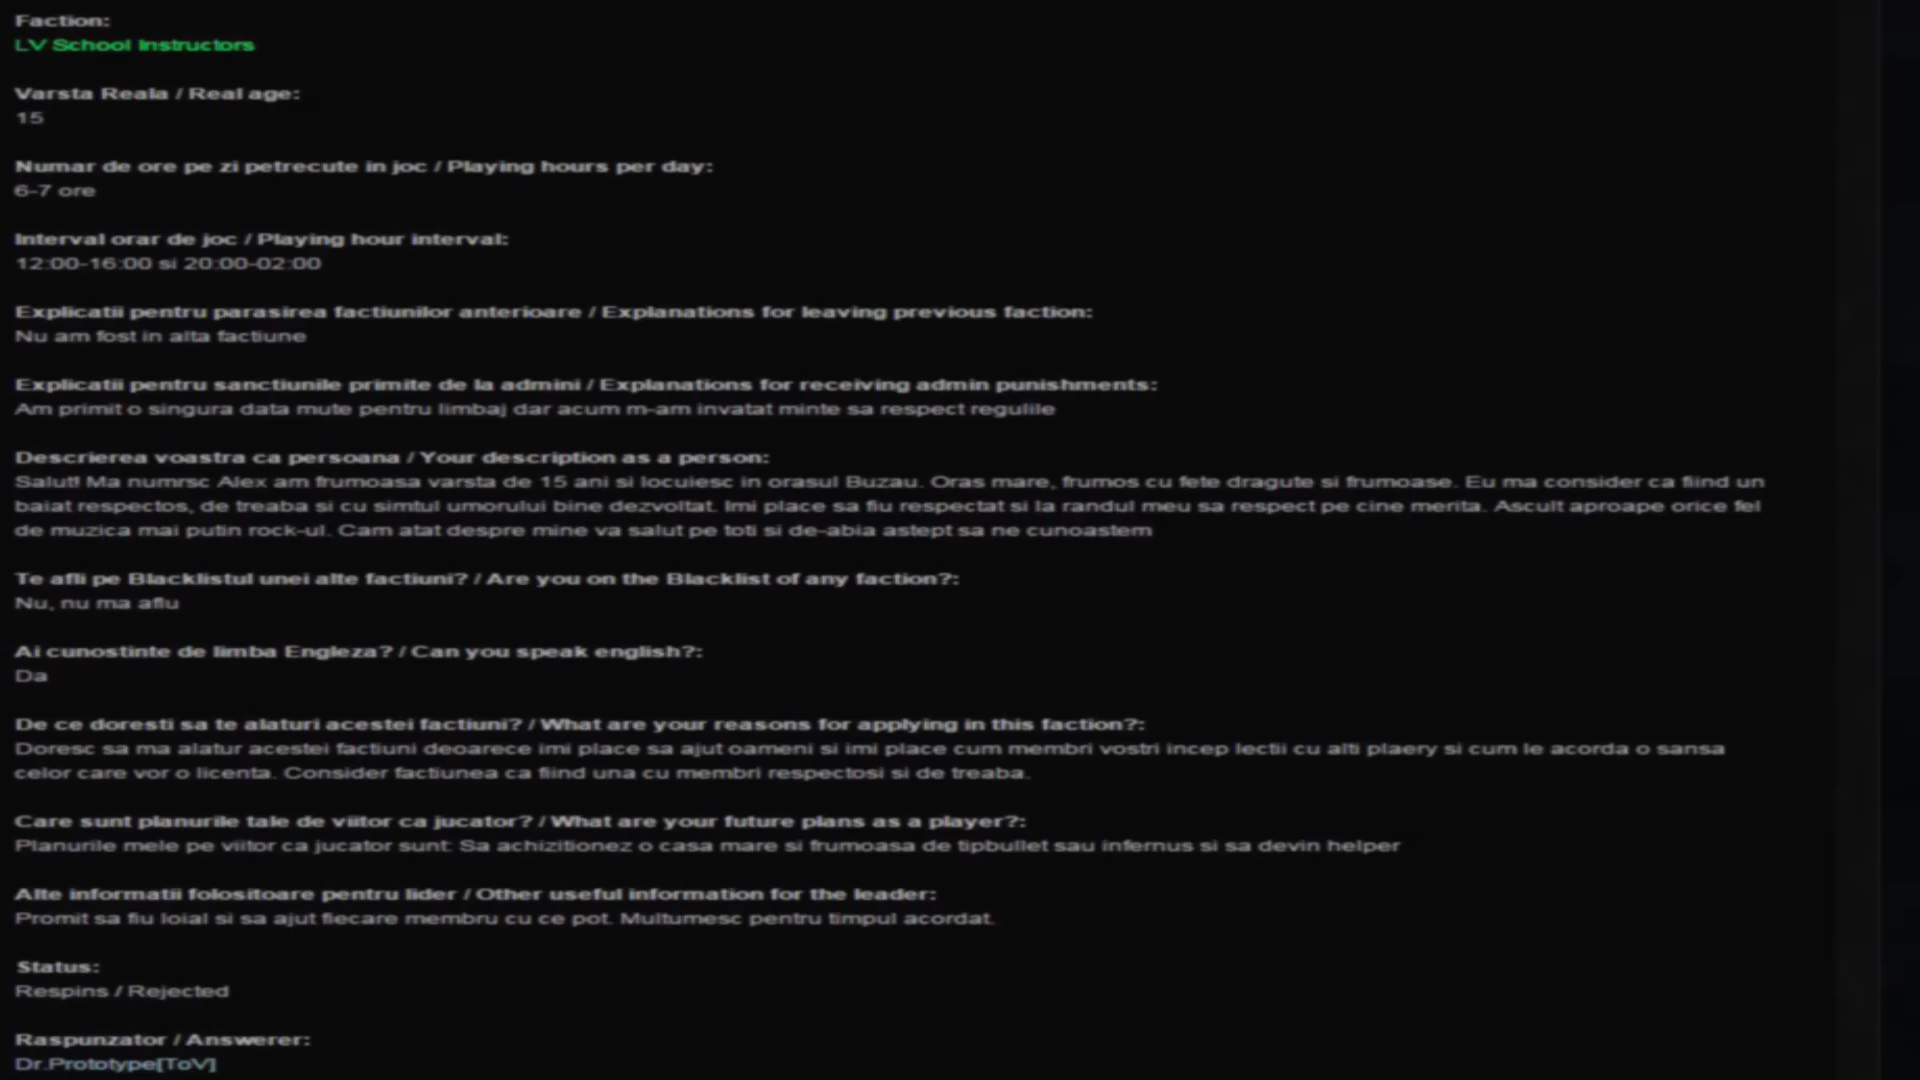 Faction:
LV School Instructors
Varsta Reala / Real age:
15
Numar de ore pe zi petrecute in joc / Playing hours per day:
6-7 ore
Interval orar de joc / Playing hour interval:
12:00-16:00 si 20:00-02:00
Explicatii pentru parasirea factiunilor anterioare / Explanations for leaving previous faction:
Nu am fost in alta factiune
Explicatii pentru sanctiunile primite de la admini / Explanations for receiving admin punishments:
Am primit o singura data mute pentru limbaj dar acum m-am invatat minte sa respect regulile
Descrierea voastra ca persoana / Your description as a person:
Salut! Ma numrsc Alex am frumoasa varsta de 15 ani si locuiesc in orasul Buzau. Oras mare, frumos cu fete dragute si frumoase. Eu ma consider ca fiind un
baiat respectos, de treaba si cu simtul umorului bine dezvoltat. Imi place sa fiu respectat si la randul meu sa respect pe cine merita. Ascult aproape orice fel
de muzica mai putin rock-ul. Cam atat despre mine va salut pe toti si de-abia astept sa ne cunoastem
Te afli pe Blacklistul unei alte factiuni? / Are you on the Blacklist of any faction?:
Nu, nu ma aflu
Ai cunostinte de limba Engleza? / Can you speak english?:
Da
De ce doresti sa te alaturi acestei factiuni? / What are your reasons for applying in this faction?:
Doresc sa ma alatur acestei factiuni deoarece imi place sa ajut oameni si imi place cum membri vostri incep lectii cu alti plaery si cum le acorda o sansa
celor care vor o licenta. Consider factiunea ca fiind una cu membri respectosi si de treaba.
Care sunt planurile tale de viitor ca jucator? / What are your future plans as a player?:
Planurile mele pe viitor ca jucator sunt: Sa achizitionez o casa mare si frumoasa de tipbullet sau infernus si sa devin helper
Alte informatii folositoare pentru lider / Other useful information for the leader:
Promit sa fiu loial si sa ajut fiecare membru cu ce pot. Multumesc pentru timpul acordat.
Status:
Respins / Rejected
Raspunzator / Answerer:
Dr.Prototype[ToV]